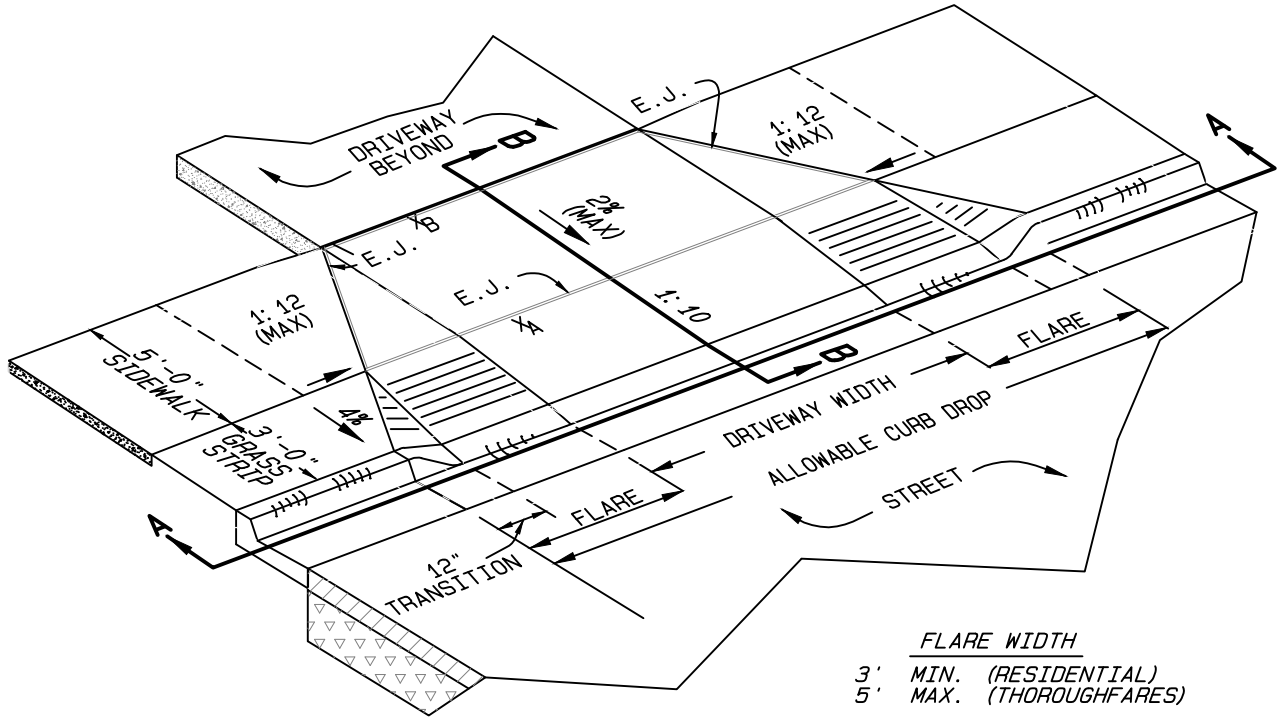 E.J.
DRIVEWAY
BEYOND
B
1:12
(MAX)
A
2%
(MAX)
XB
E.J.
E.J.
1:12
(MAX)
XA
1:10
B
FLARE
5'-0"
SIDEWALK
4%
3'-0"
GRASS
STRIP
DRIVEWAY WIDTH
ALLOWABLE CURB DROP
STREET
FLARE
A
12"
TRANSITION
FLARE WIDTH
3' MIN. (RESIDENTIAL)
5' MAX. (THOROUGHFARES)